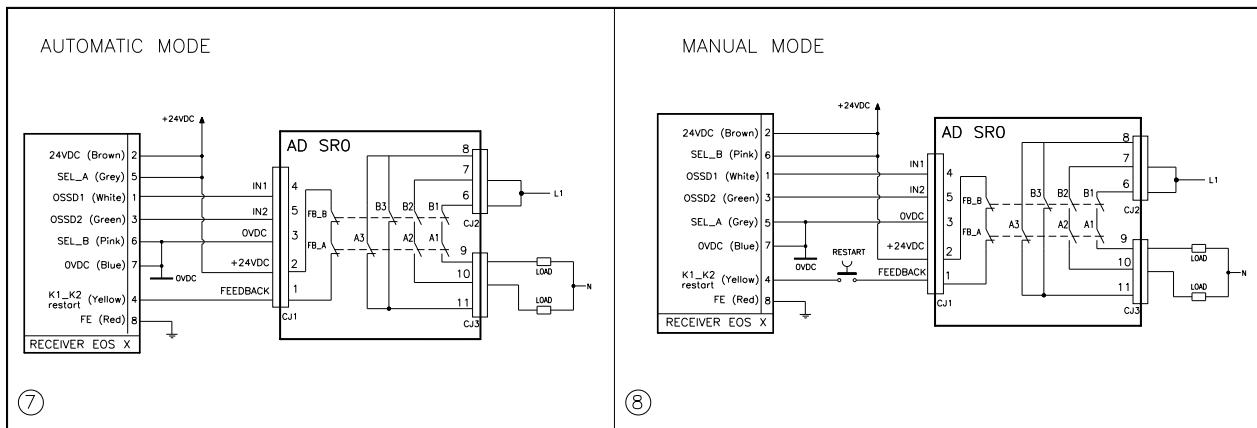 AUTOMATIC MODE
+24VDC
AD SR0
24VDC (Brown) 2
SEL_A (Grey) 5
OSSD1 (White) 1
OSSD2 (Green) 3
SEL_B (Pink) 6
0VDC (Blue) 7
K1_K2
restart (Yellow) 4
FE (Red) 8
RECEIVER EOS X
0VDC
IN1
IN2
0VDC
+24VDC
FEEDBACK
4
5
3
2
1
CJ1
FB_B
FB_A
B3 B2 B1
A3 A2 A1
8
7
6
CJ2
L1
9
10
11
CJ3
LOAD
LOAD
N
7
MANUAL MODE
+24VDC
AD SR0
24VDC (Brown) 2
SEL_B (Pink) 6
OSSD1 (White) 1
OSSD2 (Green) 3
SEL_A (Grey) 5
0VDC (Blue) 7
K1_K2
restart (Yellow) 4
FE (Red) 8
RECEIVER EOS X
0VDC
RESTART
IN1
IN2
0VDC
+24VDC
FEEDBACK
4
5
3
2
1
CJ1
FB_B
FB_A
B3 B2 B1
A3 A2 A1
8
7
6
CJ2
L1
9
10
11
CJ3
LOAD
LOAD
N
8